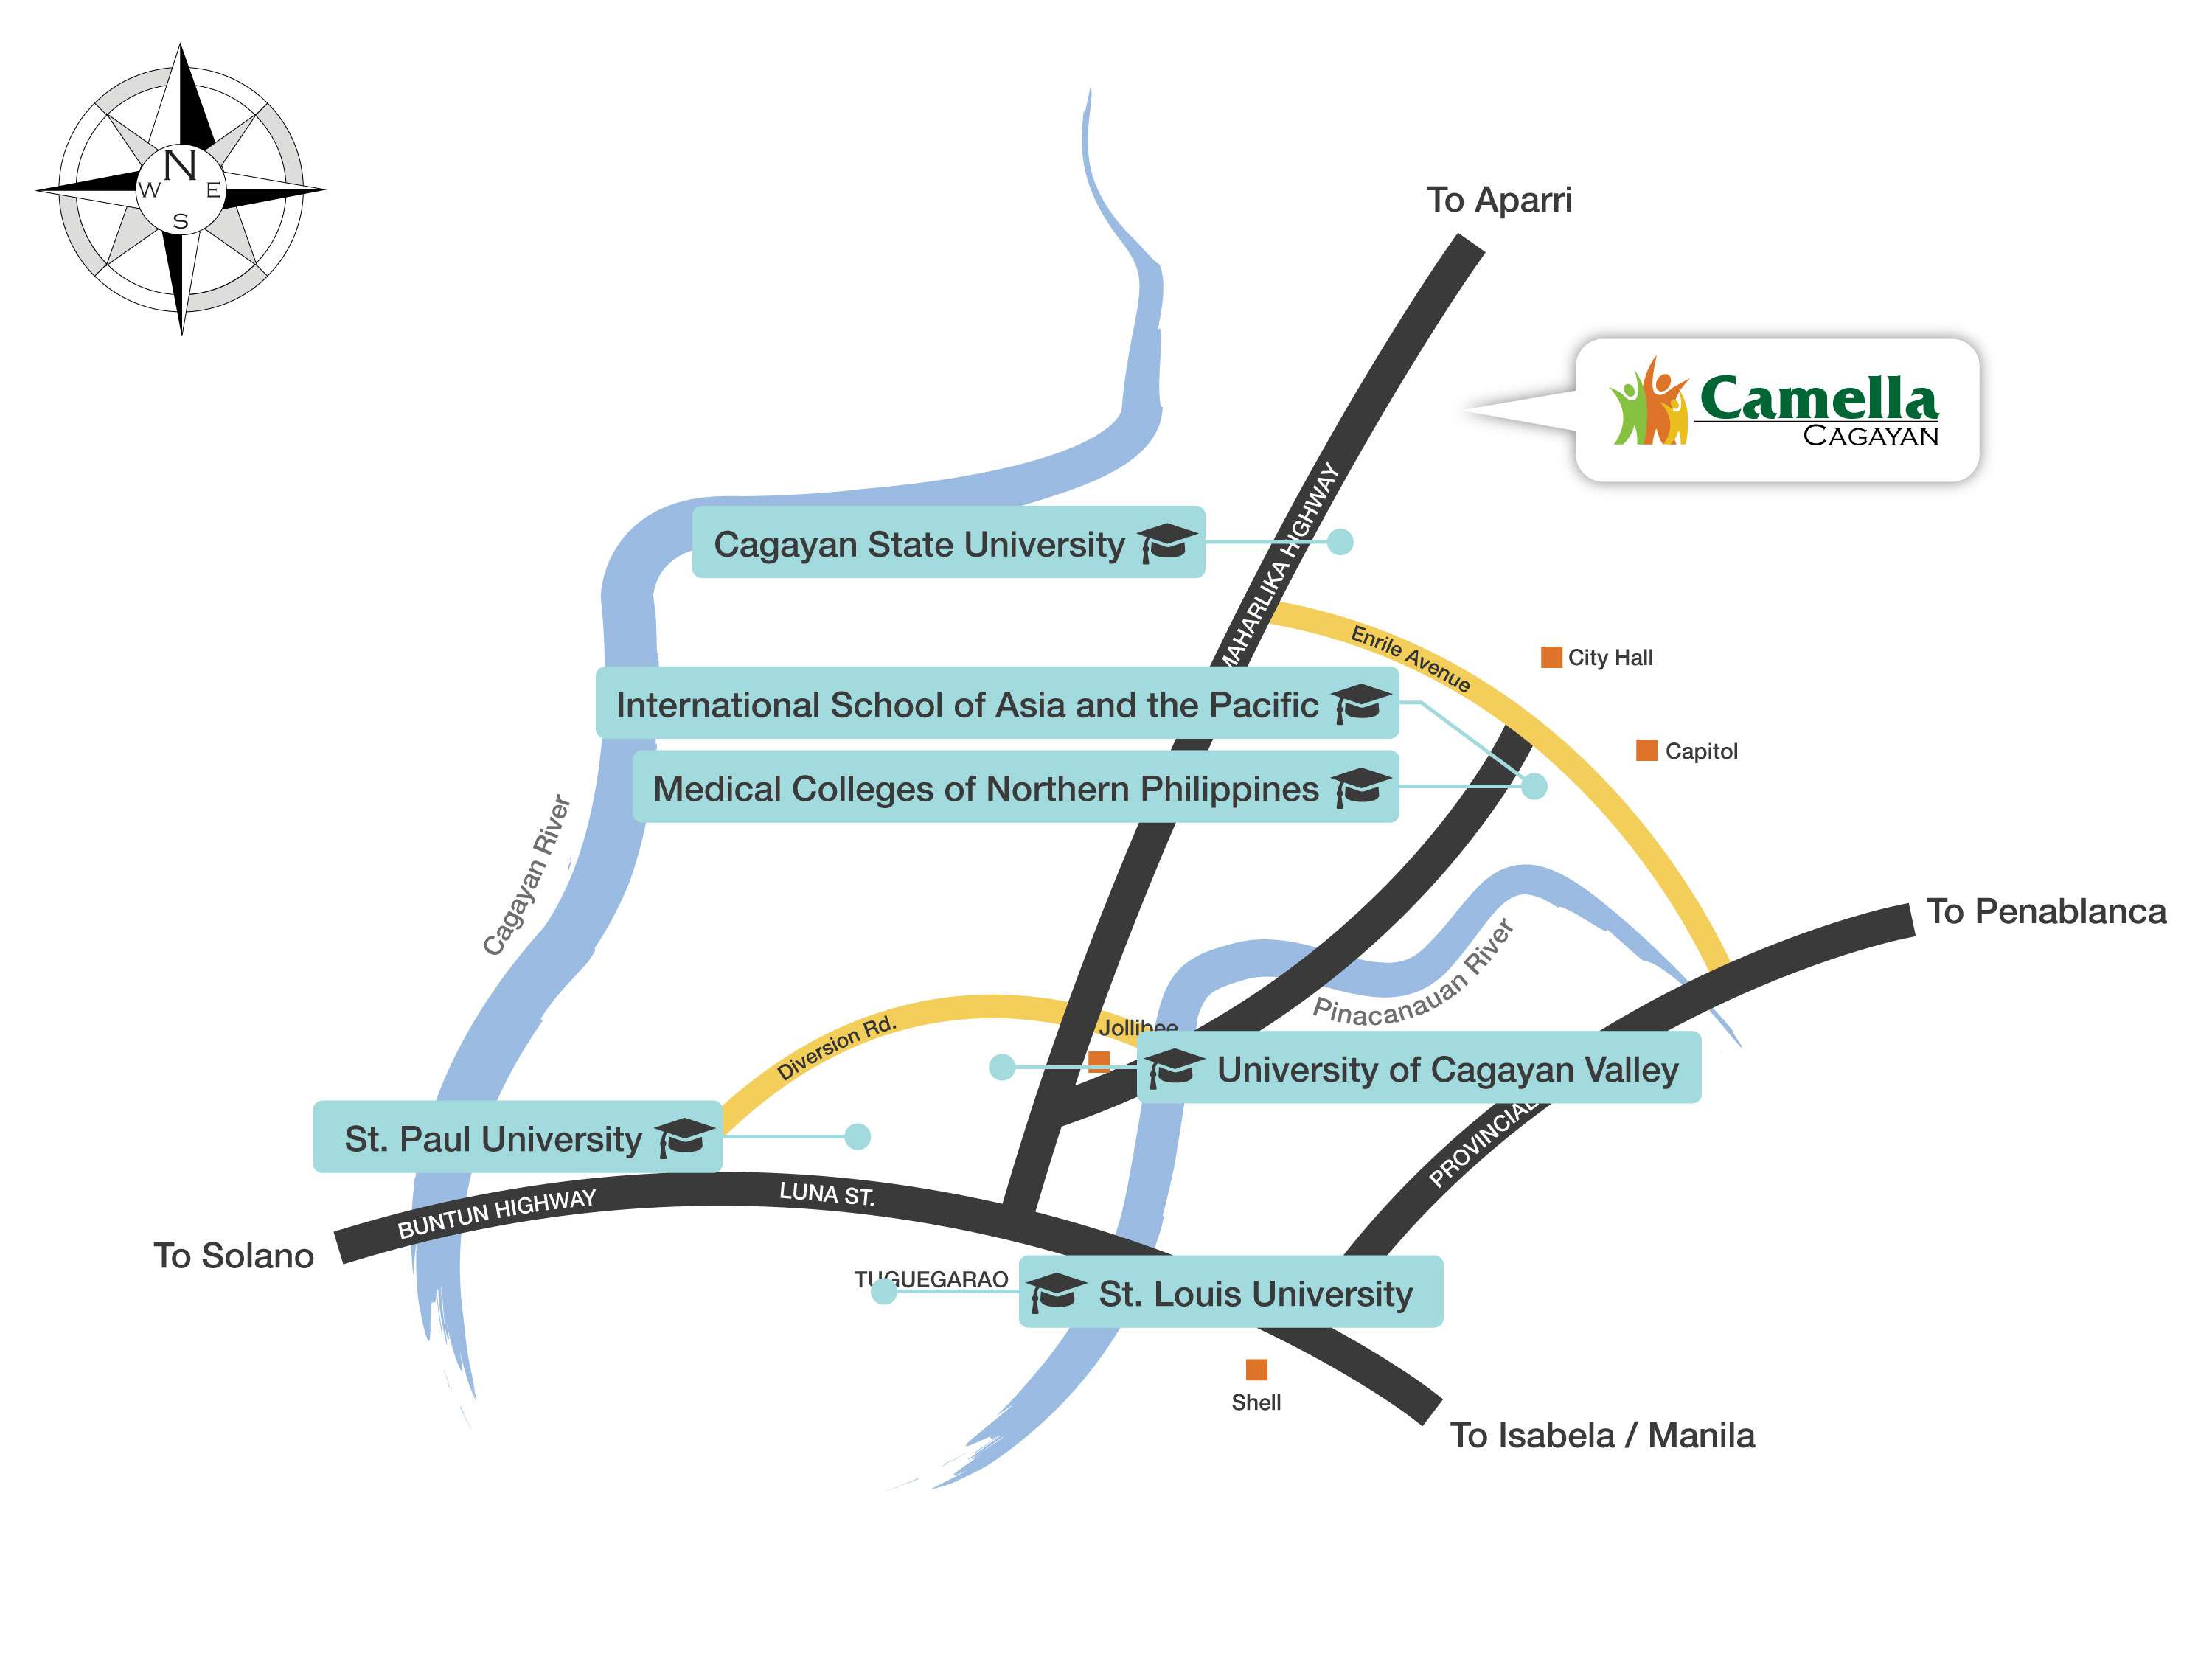 N
W E
S
To Aparri
Camella
CAGAYAN
MAHARLIKA HIGHWAY
Cagayan State University
Enrile Avenue
City Hall
International School of Asia and the Pacific
Capitol
Medical Colleges of Northern Philippines
Cagayan River
To Penablanca
Pinacanauan River
Diversion Rd.
Jollibee
University of Cagayan Valley
St. Paul University
PROVINCIAL
BUNTUN HIGHWAY
LUNA ST.
To Solano
TUGUEGARAO
St. Louis University
Shell
To Isabela / Manila